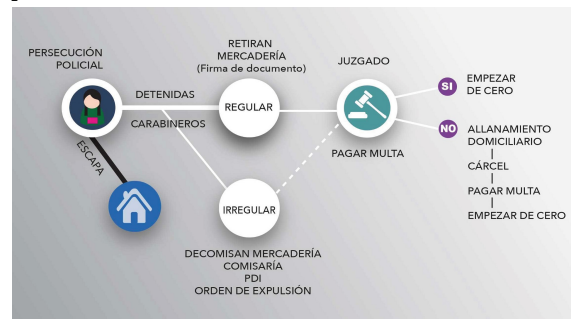 PERSECUCIÓN
POLICIAL
ESCAPA
DETENIDAS
CARABINEROS
RETIRAN
MERCADERÍA
(Firma de documento)
REGULAR
IRREGULAR
DECOMISAN MERCADERÍA
COMISARÍA
PDI
ORDEN DE EXPULSIÓN
JUZGADO
PAGAR MULTA
SI
EMPEZAR
DE CERO
NO
ALLANAMIENTO
DOMICILIARIO
CÁRCEL
PAGAR MULTA
EMPEZAR DE CERO